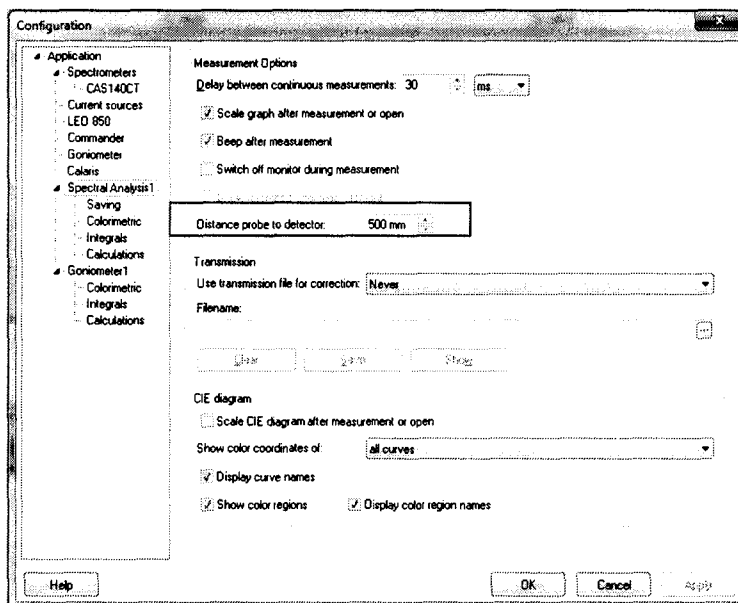 Configuration
Application
Spectrometers
CAS140CT
Current sources
LEO 850
Commander
Goniometer
Calaris
Spectral Analysis1
Saving
Colorimetric
Integrals
Calculations
Goniometer1
Colorimetric
Integrals
Calculations
Measurement Options
Delay between continuous measurements: 30 ms
Scale graph after measurement or open
Beep after measurement
Switch off monitor during measurement
Distance probe to detector: 500 mm
Transmission
Use transmission file for correction: Never
Filename:
...
Clear Show
CIE diagram
Scale CIE diagram after measurement or open
Show color coordinates of: all curves
Display curve names
Show color regions Display color region names
Help OK Cancel Apply